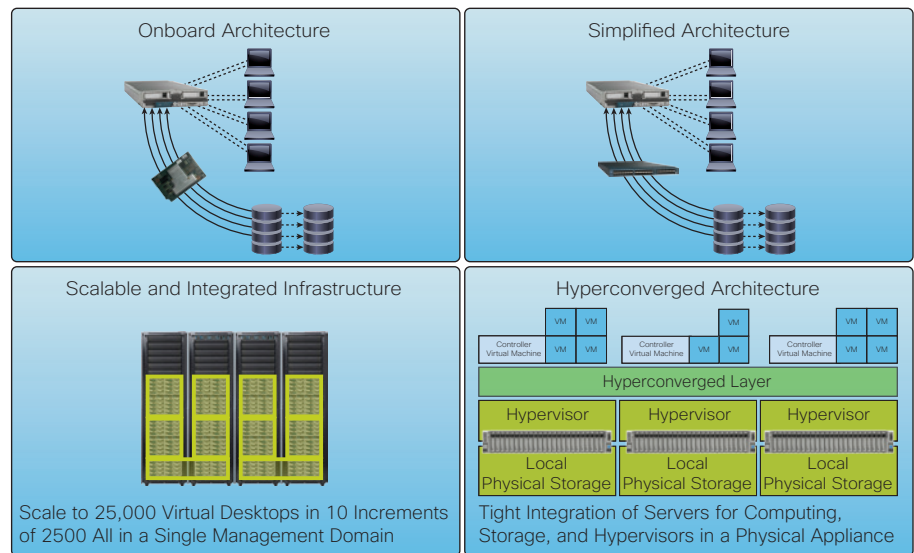 Onboard Architecture
Simplified Architecture
Scalable and Integrated Infrastructure
Scale to 25,000 Virtual Desktops in 10 Increments
of 2500 All in a Single Management Domain
Hyperconverged Architecture
VM VM
VM
VM VM
Controller
Virtual Machine
VM VM
Controller
Virtual Machine
VM VM
Controller
Virtual Machine
VM VM
Hyperconverged Layer
Hypervisor
Hypervisor
Hypervisor
Local
Physical Storage
Local
Physical Storage
Local
Physical Storage
Tight Integration of Servers for Computing,
Storage, and Hypervisors in a Physical Appliance